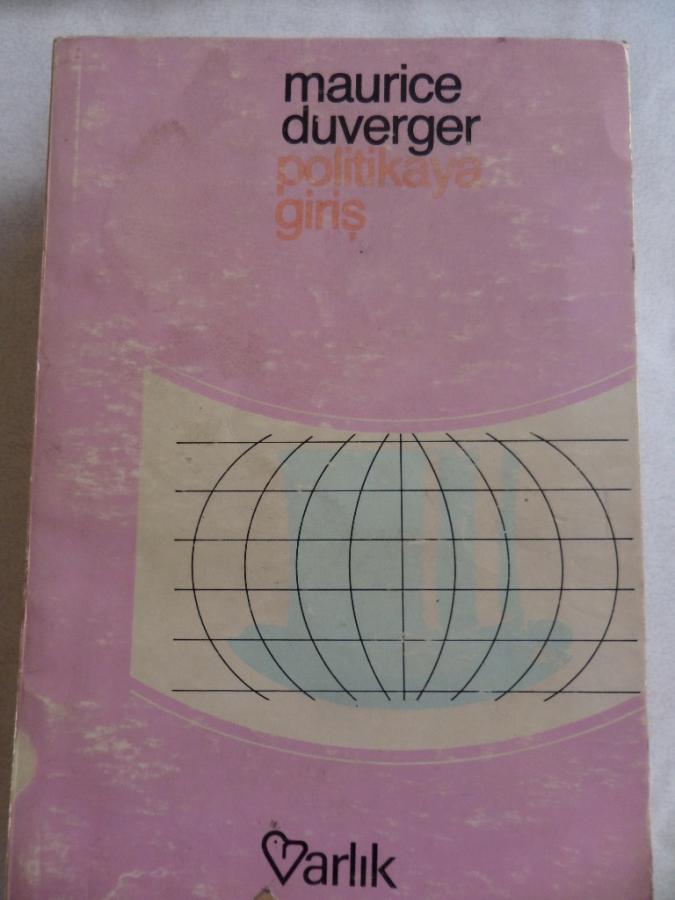 maurice
duverger
politikaya
giriş
varlık